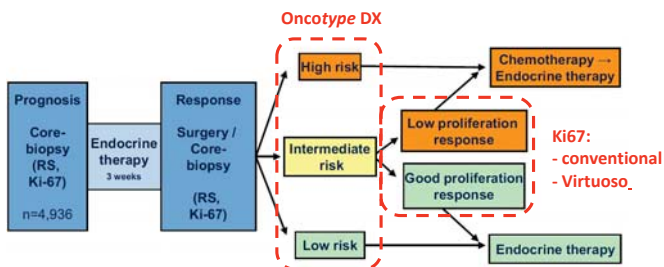 Oncotype DX
Prognosis
Core-
biopsy
(RS,
Ki-67)
n=4,936
Endocrine
therapy
3 weeks
Response
Surgery /
Core-
biopsy
(RS,
Ki-67)
High risk
Intermediate
risk
Low risk
Chemotherapy →
Endocrine therapy
Low proliferation
response
Good proliferation
response
Endocrine therapy
Ki67:
- conventional
- Virtuoso_